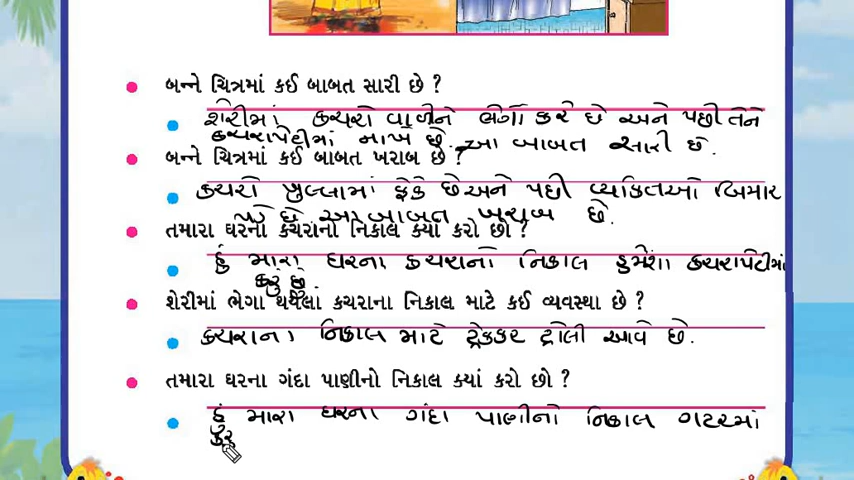 બન્ને ચિત્રમાં કઈ બાબત સારી છે ?
શેરીમાં કચરો વાળીને ભેગો કરે છે અને પછી તેને
કચરાપેટીમાં નાખે છે. આ બાબત સારી છે.
બન્ને ચિત્રમાં કઈ બાબત ખરાબ છે ?
કચરો ખુલ્લામાં ફેંકે છે અને પછી વ્યકિતઓ બિમાર
પડે છે આ બાબત ખરાબ છે.
તમારા ઘરનો કચરાનો નિકાલ ક્યાં કરો છો ?
હું મારા ઘરના કચરાનો નિકાલ હુમેશા કચરાપેટીમાં
કરું છું.
શેરીમાં ભેગા થયેલા કચરાના નિકાલ માટે કઈ વ્યવસ્થા છે ?
કચરાના નિકાલ માટે ટ્રેકટર ટ્રોલી આવે છે.
તમારા ઘરના ગંદા પાણીનો નિકાલ ક્યાં કરો છો ?
હું મારા ઘરના ગંદા પાણીનો નિકાલ ગટરમાં
કરુ